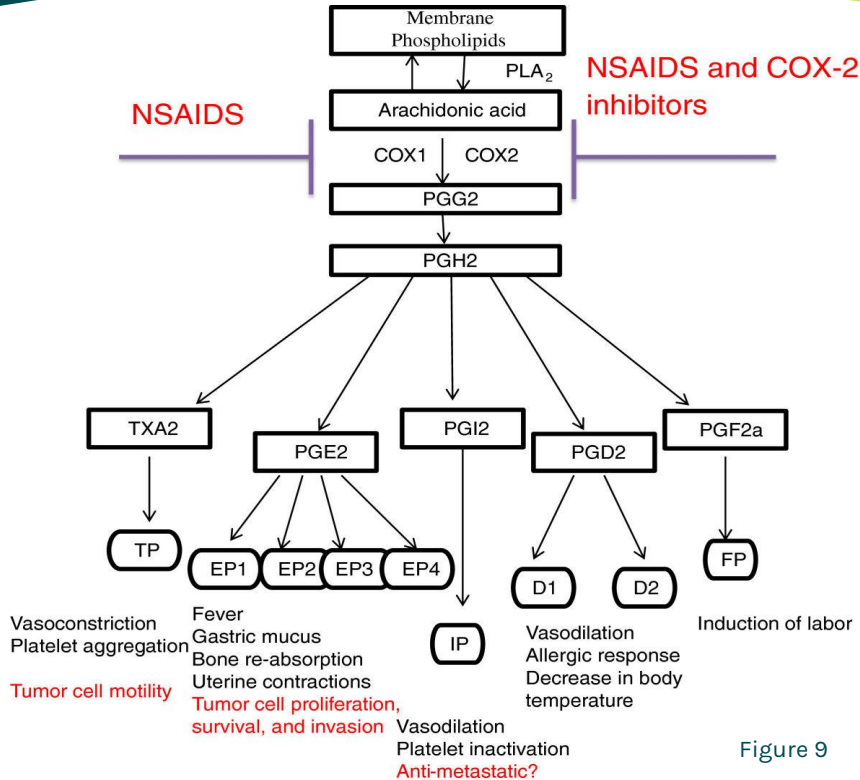 Membrane
Phospholipids
PLA2
NSAIDS and COX-2
inhibitors
NSAIDS
Arachidonic acid
COX1
COX2
PGG2
PGH2
TXA2
PGE2
PGI2
PGD2
PGF2a
TP
EP1
EP2
EP3
EP4
IP
D1
D2
FP
Vasoconstriction
Platelet aggregation
Tumor cell motility
Fever
Gastric mucus
Bone re-absorption
Uterine contractions
Tumor cell proliferation,
survival, and invasion
Vasodilation
Platelet inactivation
Anti-metastatic?
Vasodilation
Allergic response
Decrease in body
temperature
Induction of labor
Figure 9